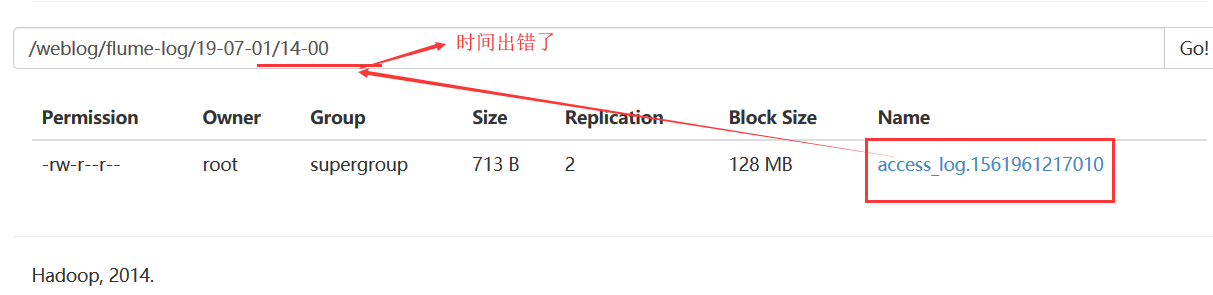 /weblog/flume-log/19-07-01/14-00 时间出错了 Go!
Permission Owner Group Size Replication Block Size Name
-rw-r--r-- root supergroup 713 B 2 128 MB access_log.1561961217010
Hadoop, 2014.